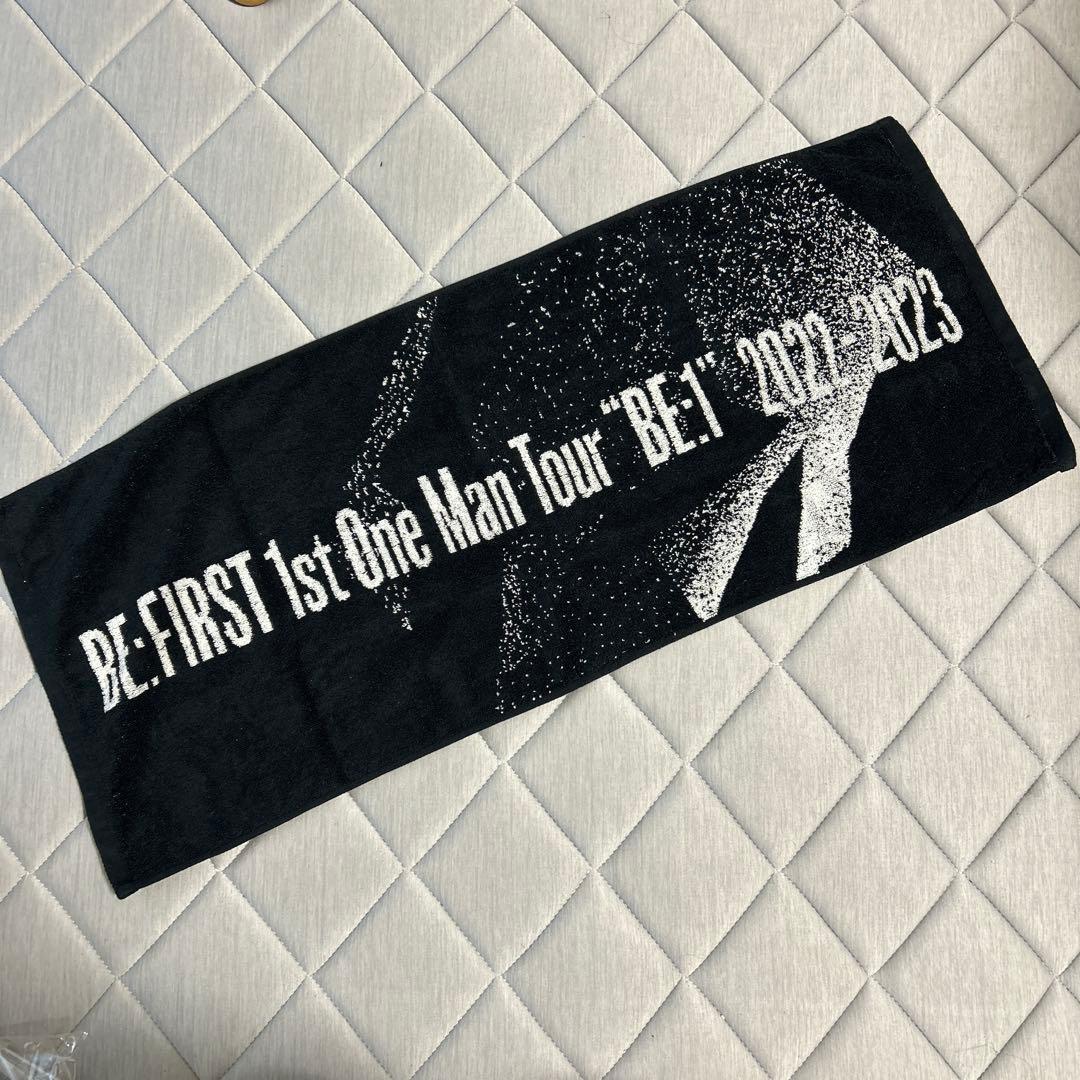 BE:FIRST 1st One Man Tour “BE:1” 2022-2023